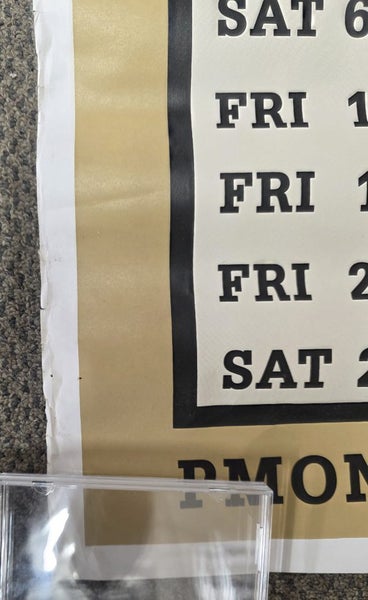 SAT 6
FRI 1
FRI 1
FRI 2
SAT 2
PMON